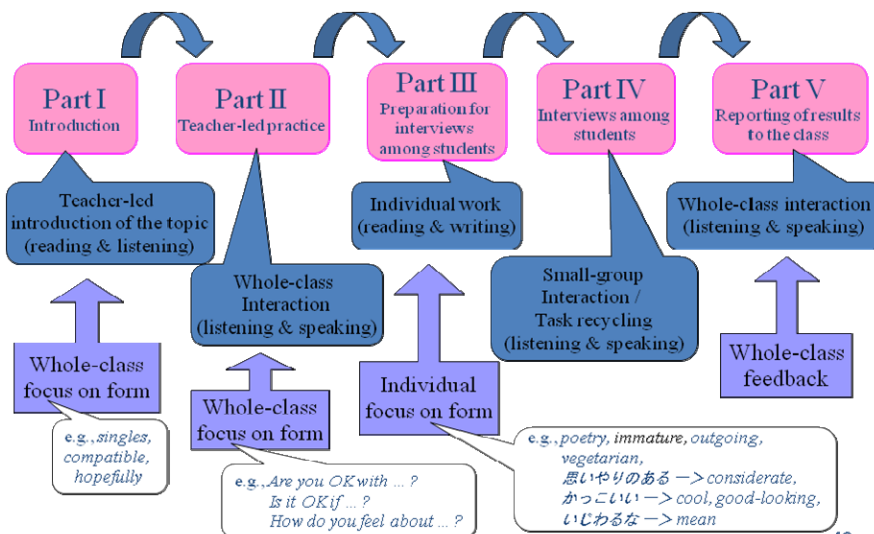 Part I
Introduction
Part II
Teacher-led practice
Part III
Preparation for
interviews
among students
Part IV
Interviews among
students
Part V
Reporting of results
to the class
Teacher-led
introduction of the topic
(reading & listening)
Whole-class
Interaction
(listening & speaking)
Individual work
(reading & writing)
Small-group
Interaction /
Task recycling
(listening & speaking)
Whole-class interaction
(listening & speaking)
Whole-class
focus on form
Whole-class
focus on form
Individual
focus on form
Whole-class
feedback
e.g., singles,
compatible,
hopefully
e.g., Are you OK with ... ?
Is it OK if ... ?
How do you feel about ... ?
e.g., poetry, immature, outgoing,
vegetarian,
思いやりのある —> considerate,
かっこいい —> cool, good-looking,
いじわるな —> mean